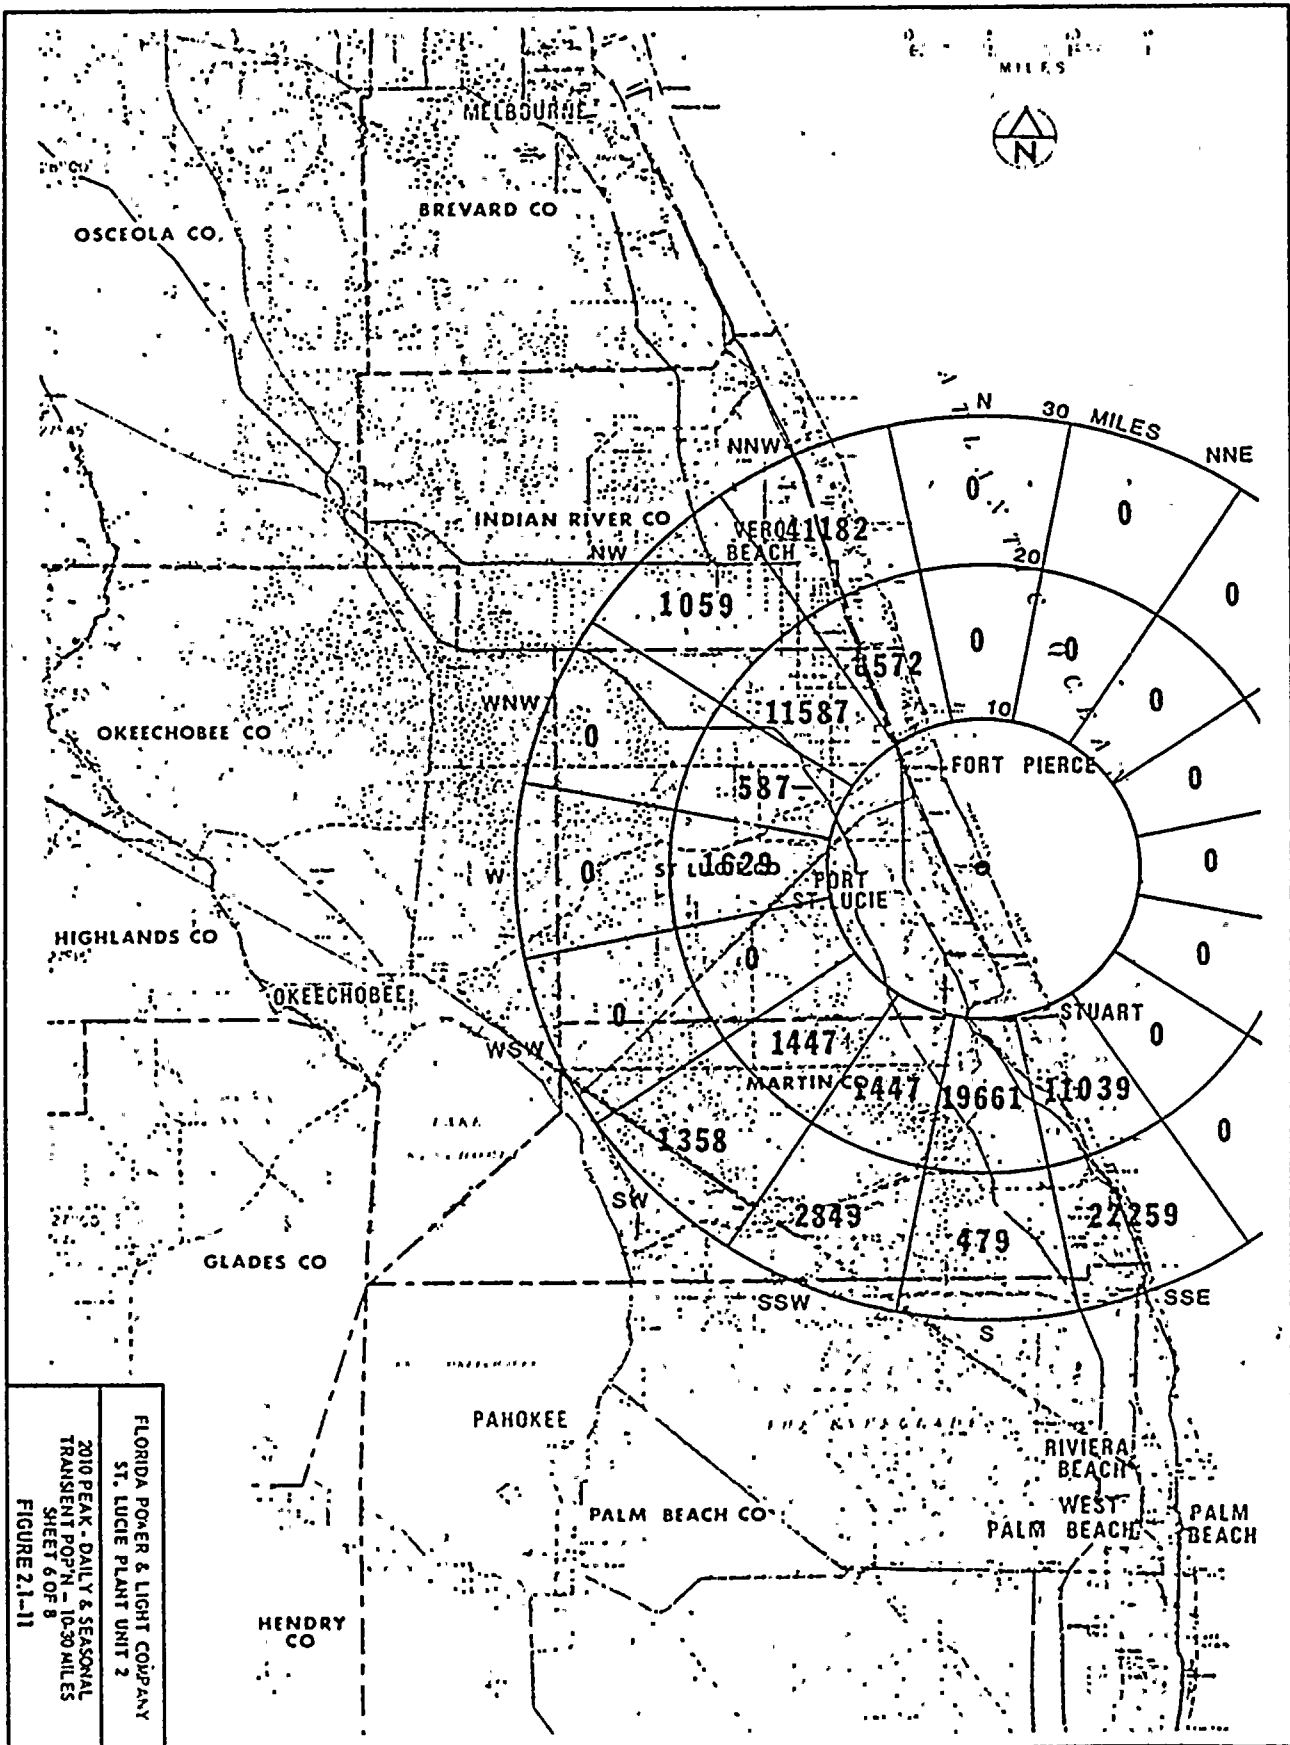 MILES
N
MELBOURNE
BREVARD CO
OSCEOLA CO.
N
30 MILES
NNE
NNW
0
0
INDIAN RIVER CO
VERO BEACH
41182
NW
20
0
1059
0
0
WNW
11587
0
10
OKEECHOBEE CO
0
FORT PIERCE
587
0
W
0
1629
PORT
ST LUCIE
0
HIGHLANDS CO
0
0
OKEECHOBEE
0
STUART
WSW
1447
0
MARTIN CO
1447
19661
11039
0
1358
SW
2849
22259
479
GLADES CO
SSW
SSE
S
PAHOKEE
RIVIERA
BEACH
PALM BEACH CO
WEST
PALM BEACH
PALM
BEACH
HENDRY
CO
FLORIDA POWER & LIGHT COMPANY
ST. LUCIE PLANT UNIT 2
2010 PEAK - DAILY & SEASONAL
TRANSIENT POP'N - 10-30 MILES
SHEET 6 OF 8
FIGURE 2.1-11